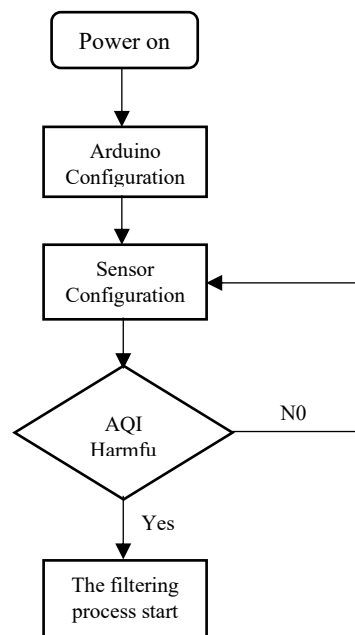 Power on
Arduino
Configuration
Sensor
Configuration
AQI
Harmfu
N0
Yes
The filtering
process start